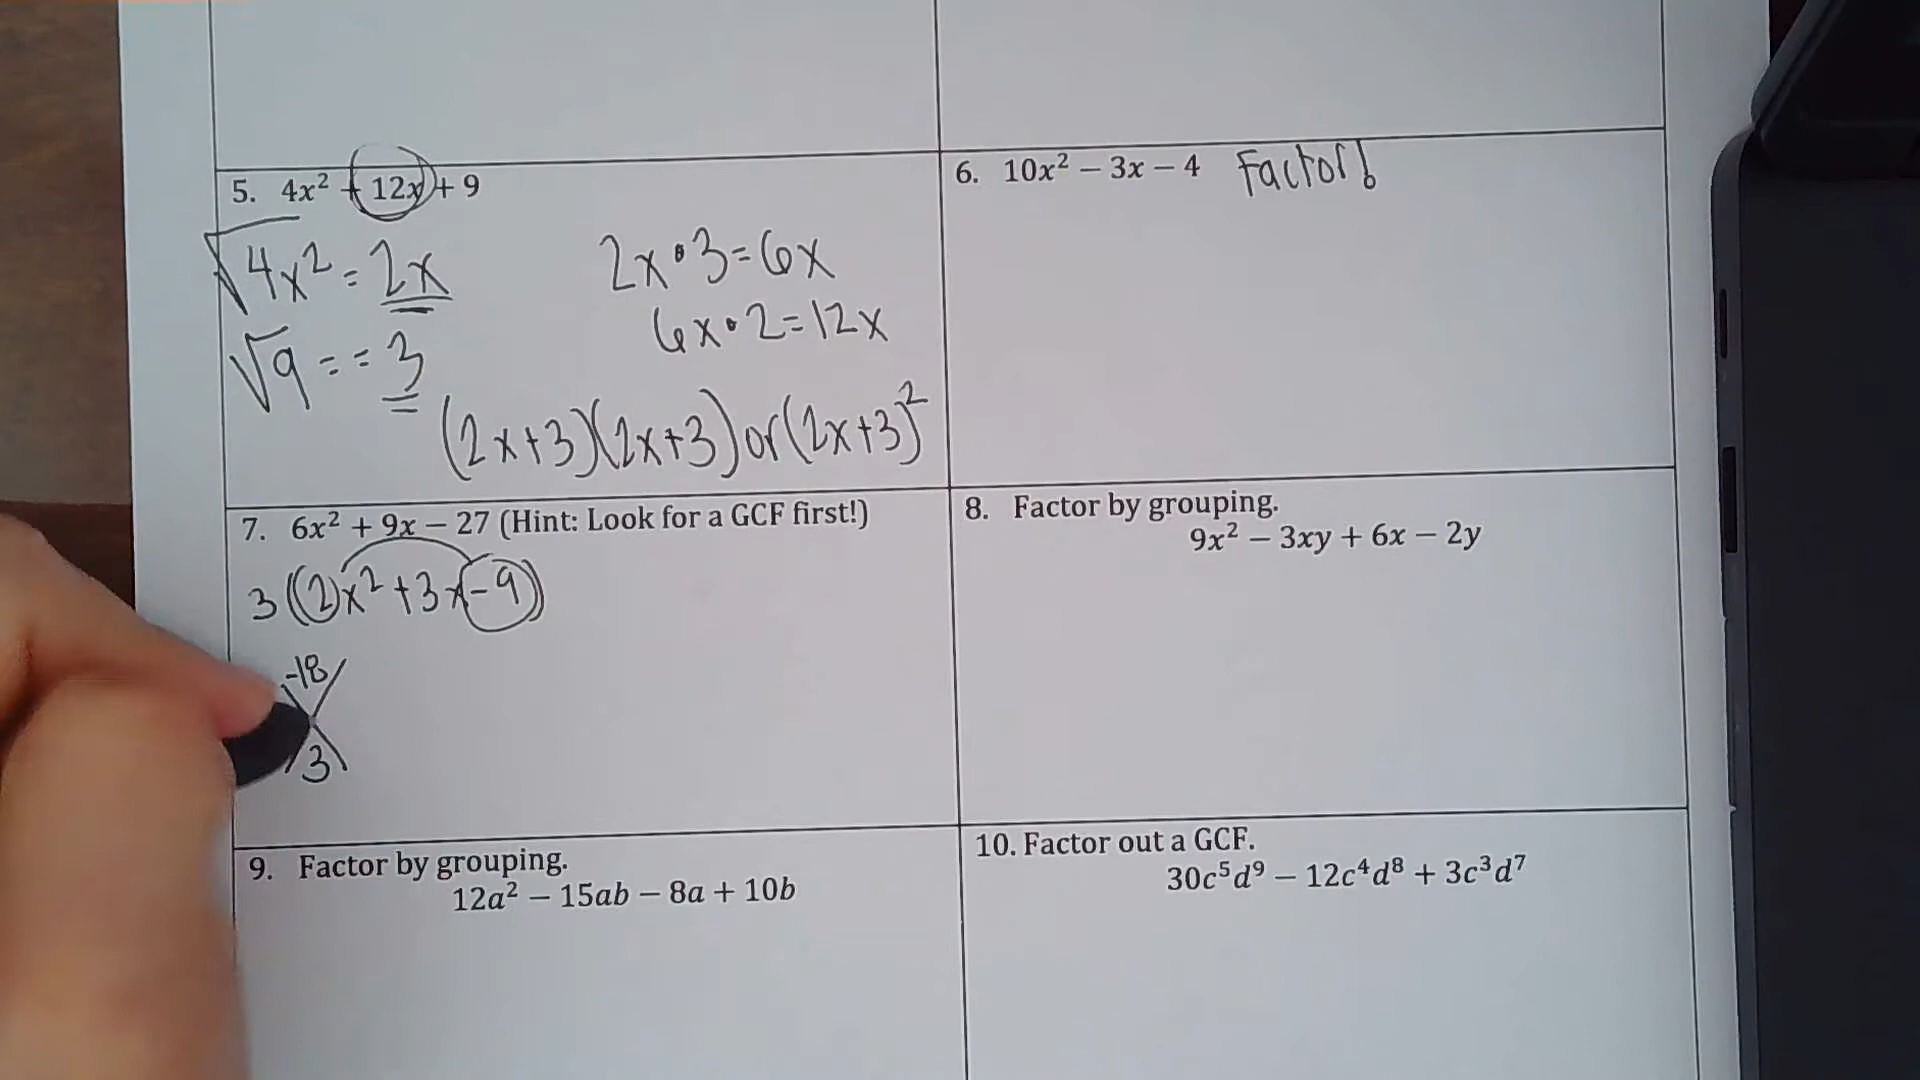 5. 4x² + 12x + 9
√4x² = 2x
√9 = = 3
2x • 3 = 6x
6x • 2 = 12x
(2x+3)(2x+3) or (2x+3)²
6. 10x² – 3x – 4 Factor!
7. 6x² + 9x – 27 (Hint: Look for a GCF first!)
3(2x² + 3x - 9)
-18
3
8. Factor by grouping.
9x² – 3xy + 6x – 2y
9. Factor by grouping.
12a² – 15ab – 8a + 10b
10. Factor out a GCF.
30c⁵d⁹ – 12c⁴d⁸ + 3c³d⁷